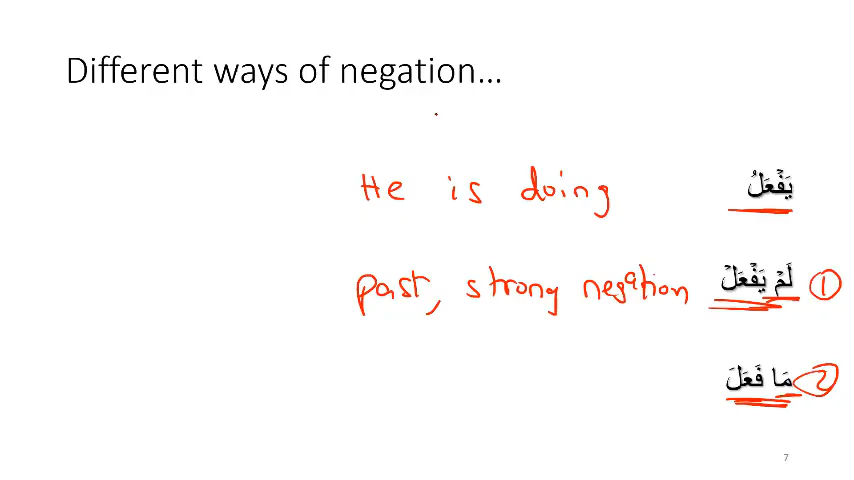 Different ways of negation...
He is doing يَفْعَلُ
past, strong negation لَمْ يَفْعَلْ 1
مَا فَعَلَ 2
7